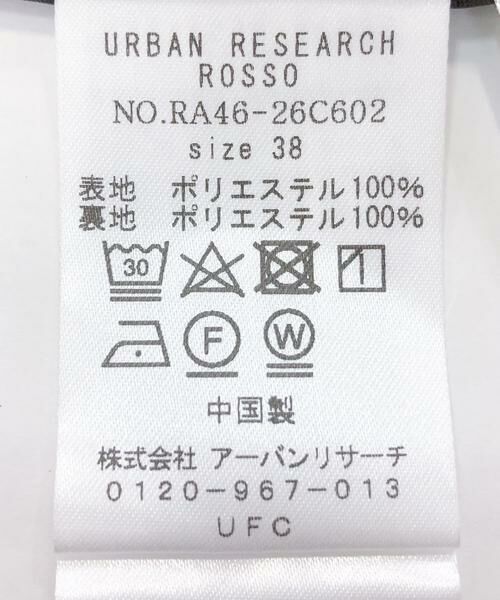 URBAN RESEARCH
ROSSO
NO.RA46-26C602
size 38
表地 ポリエステル100%
裏地 ポリエステル100%
30
F W
中国製
株式会社 アーバンリサーチ
0120-967-013
UFC